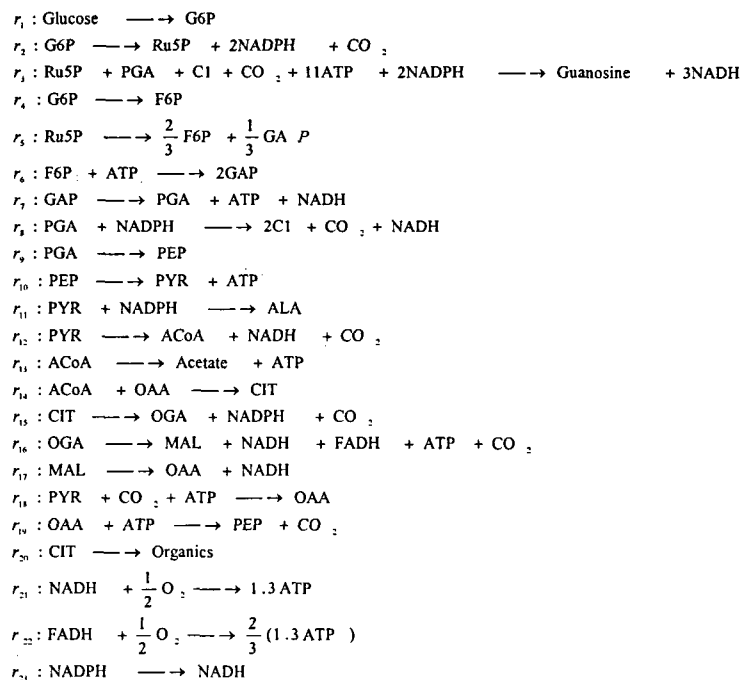 r₁ : Glucose ⟶ G6P
r₂ : G6P ⟶ Ru5P + 2NADPH + CO₂
r₃ : Ru5P + PGA + C1 + CO₂ + 11ATP + 2NADPH ⟶ Guanosine + 3NADH
r₄ : G6P ⟶ F6P
r₅ : Ru5P ⟶ 2/3 F6P + 1/3 GA P
r₆ : F6P + ATP ⟶ 2GAP
r₇ : GAP ⟶ PGA + ATP + NADH
r₈ : PGA + NADPH ⟶ 2C1 + CO₂ + NADH
r₉ : PGA ⟶ PEP
r₁₀ : PEP ⟶ PYR + ATP
r₁₁ : PYR + NADPH ⟶ ALA
r₁₂ : PYR ⟶ ACoA + NADH + CO₂
r₁₃ : ACoA ⟶ Acetate + ATP
r₁₄ : ACoA + OAA ⟶ CIT
r₁₅ : CIT ⟶ OGA + NADPH + CO₂
r₁₆ : OGA ⟶ MAL + NADH + FADH + ATP + CO₂
r₁₇ : MAL ⟶ OAA + NADH
r₁₈ : PYR + CO₂ + ATP ⟶ OAA
r₁₉ : OAA + ATP ⟶ PEP + CO₂
r₂₀ : CIT ⟶ Organics
r₂₁ : NADH + 1/2 O₂ ⟶ 1.3ATP
r₂₂ : FADH + 1/2 O₂ ⟶ 2/3 (1.3ATP )
r₂₃ : NADPH ⟶ NADH